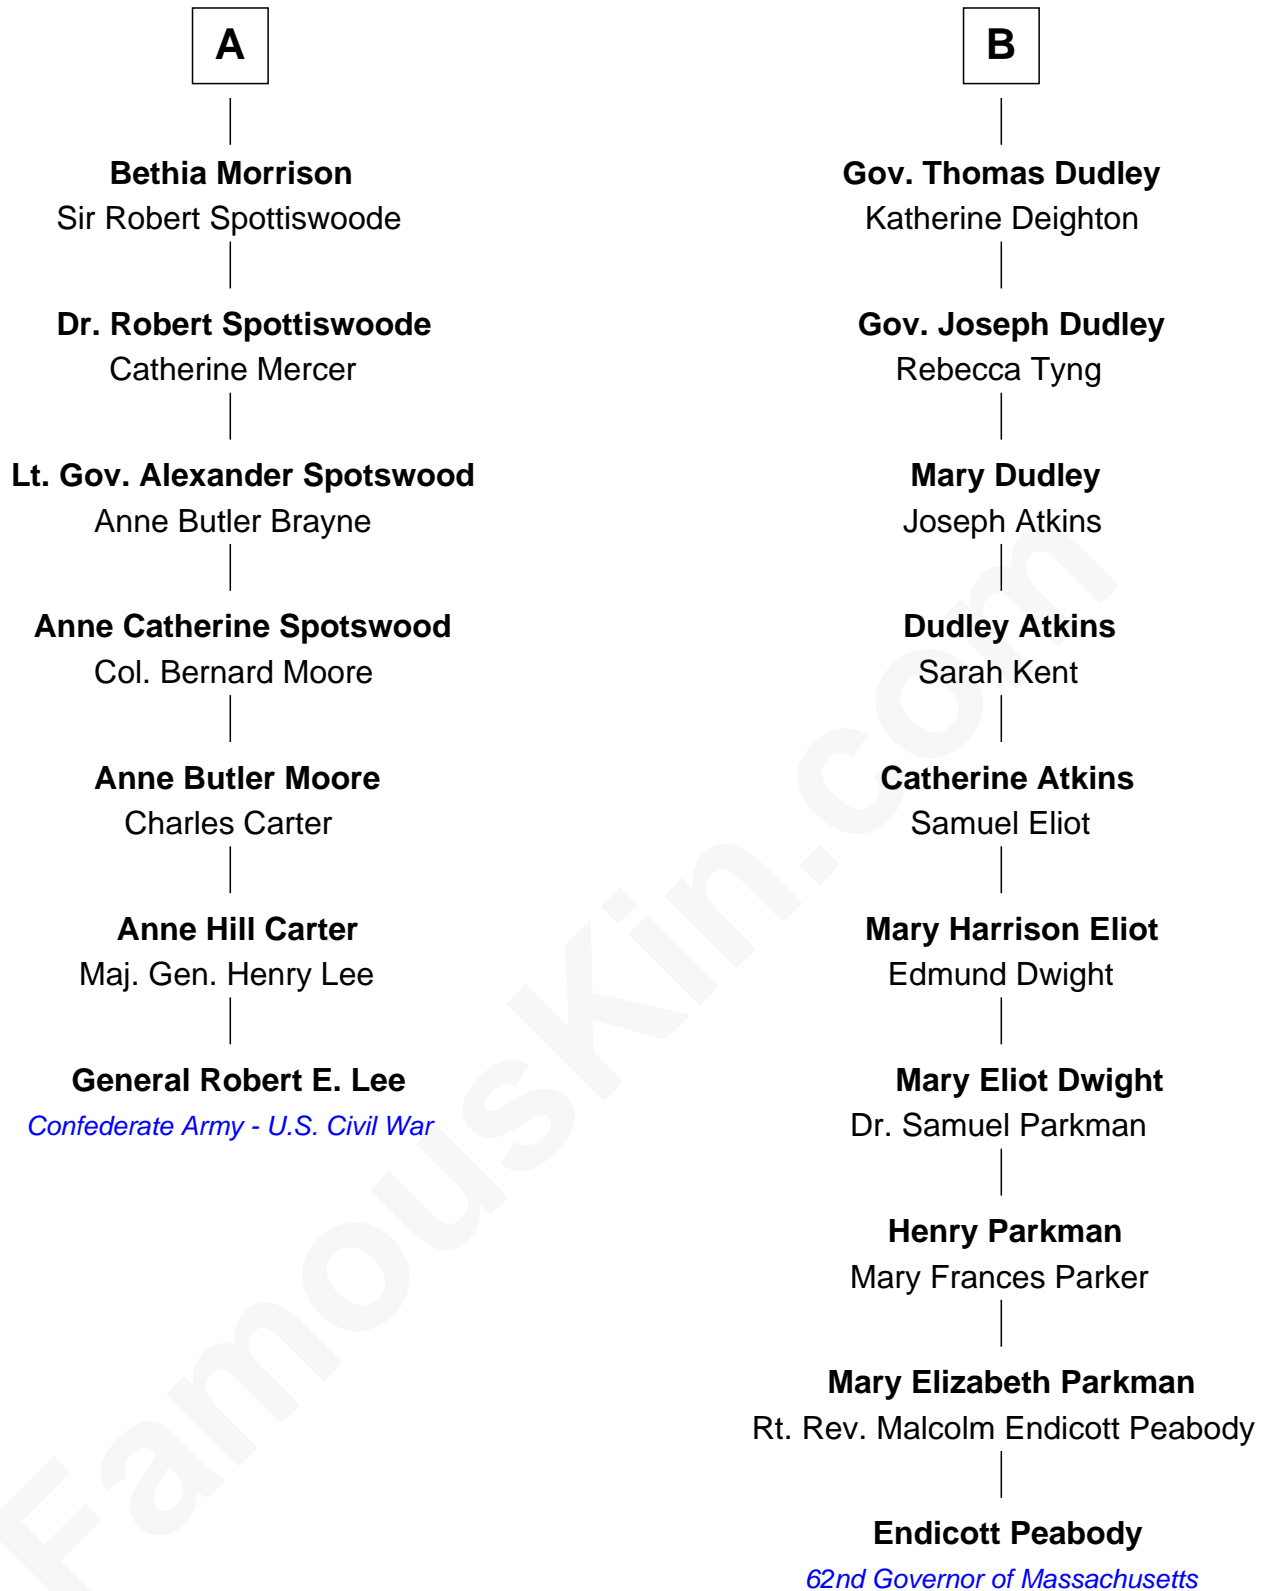 A
Bethia Morrison
Sir Robert Spottiswoode
Dr. Robert Spottiswoode
Catherine Mercer
Lt. Gov. Alexander Spotswood
Anne Butler Brayne
Anne Catherine Spotswood
Col. Bernard Moore
Anne Butler Moore
Charles Carter
Anne Hill Carter
Maj. Gen. Henry Lee
General Robert E. Lee
Confederate Army - U.S. Civil War
B
Gov. Thomas Dudley
Katherine Deighton
Gov. Joseph Dudley
Rebecca Tyng
Mary Dudley
Joseph Atkins
Dudley Atkins
Sarah Kent
Catherine Atkins
Samuel Eliot
Mary Harrison Eliot
Edmund Dwight
Mary Eliot Dwight
Dr. Samuel Parkman
Henry Parkman
Mary Frances Parker
Mary Elizabeth Parkman
Rt. Rev. Malcolm Endicott Peabody
Endicott Peabody
62nd Governor of Massachusetts
FamousKin.com